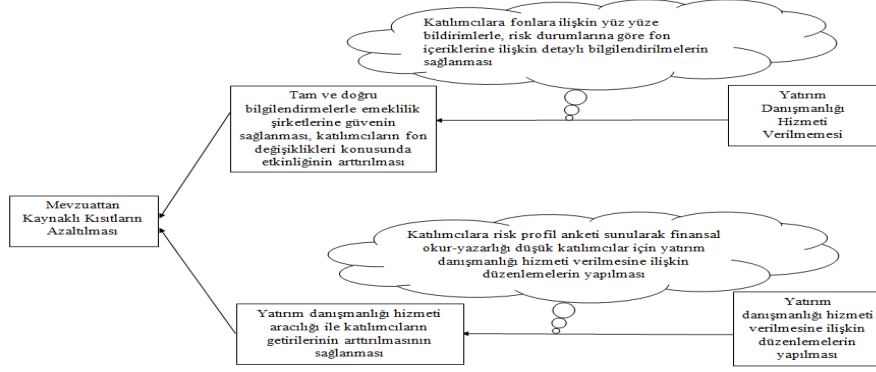 Katılımcılara fonlara ilişkin yüz yüze
bildirimlerle, risk durumlarına göre fon
içeriklerine ilişkin detaylı bilgilendirilmelerin
sağlanması
Tam ve doğru
bilgilendirmelerle emeklilik
şirketlerine güvenin
sağlanması, katılımcıların fon
değişiklikleri konusunda
etkinliğinin arttırılması
Yatırım
Danışmanlığı
Hizmeti
Verilmemesi
Mevzuattan
Kaynaklı Kısıtların
Azaltılması
Katılımcılara risk profil anketi sunularak finansal
okur-yazarlığı düşük katılımcılar için yatırım
danışmanlığı hizmeti verilmesine ilişkin
düzenlemelerin yapılması
Yatırım danışmanlığı hizmeti
aracılığı ile katılımcıların
getirilerinin arttırılmasının
sağlanması
Yatırım
danışmanlığı hizmeti
verilmesine ilişkin
düzenlemelerin
yapılması